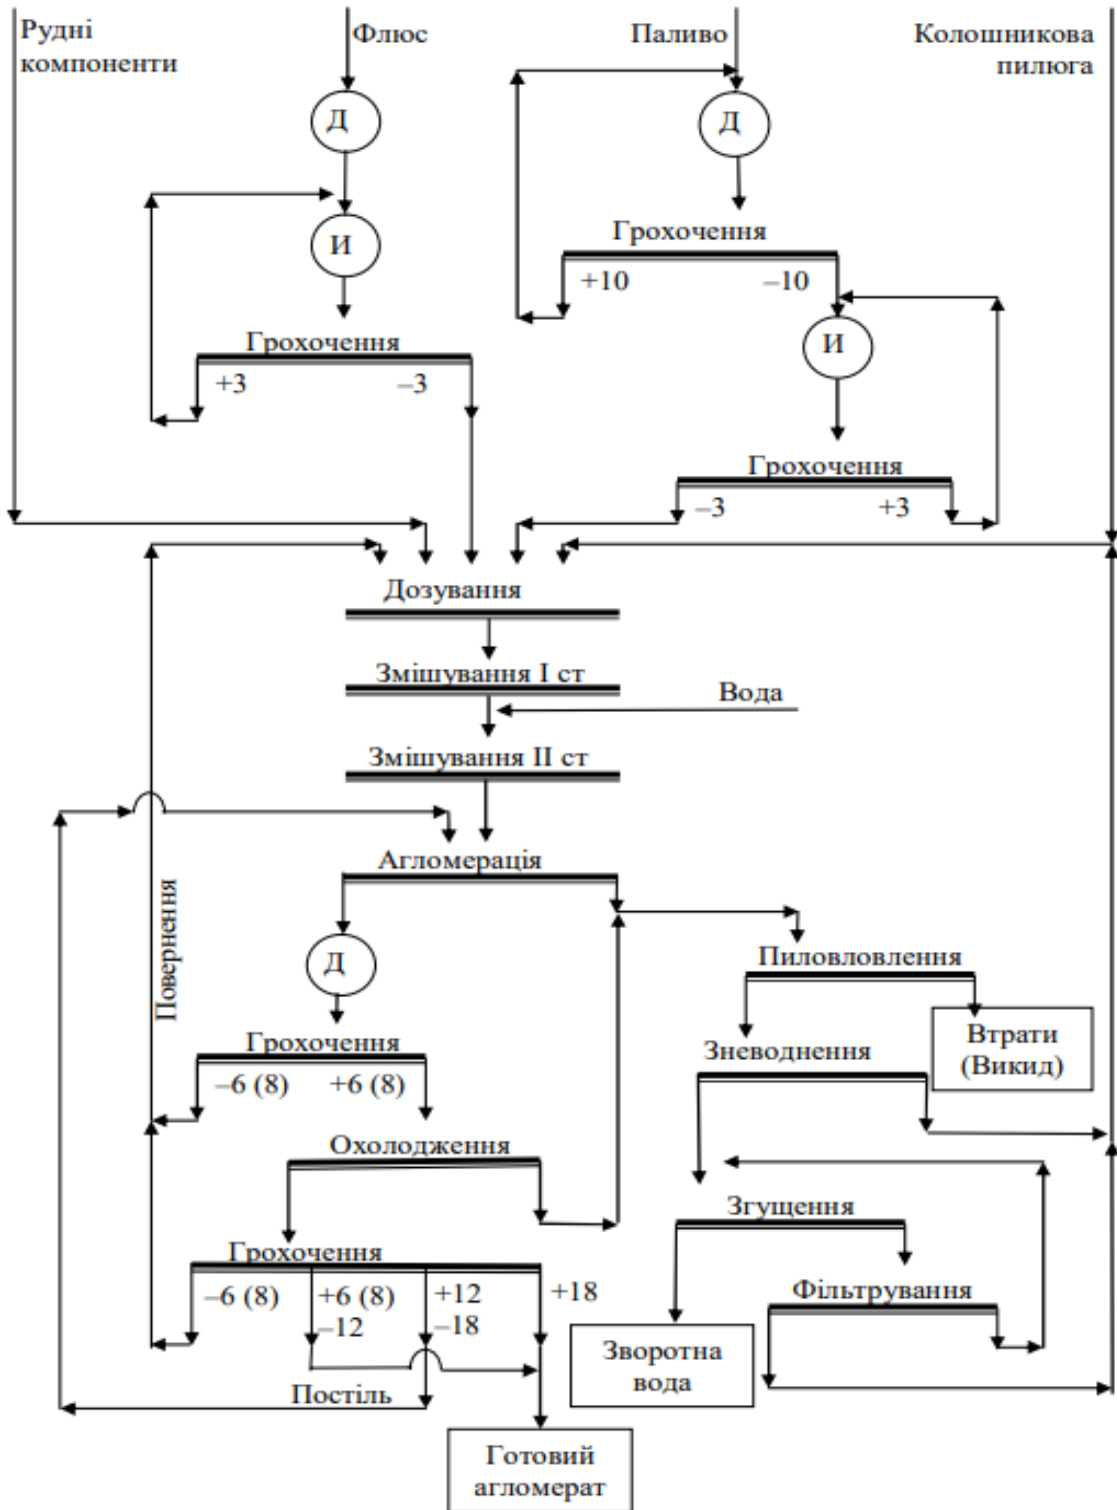 Рудні
компоненти
Флюс
Паливо
Колошникова
пилюга
Д
Д
И
Грохочення
+10
–10
И
Грохочення
+3
–3
Грохочення
–3
+3
Дозування
Змішування I ст
Вода
Змішування II ст
Агломерація
Повернення
Д
Пиловловлення
Втрати
(Викид)
Грохочення
–6 (8)
+6 (8)
Зневоднення
Охолодження
Згущення
Грохочення
–6 (8)
+6 (8)
–12
+12
–18
+18
Фільтрування
Зворотна
вода
Постіль
Готовий
агломерат